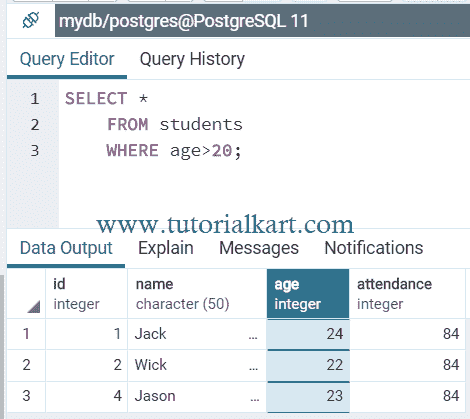 mydb/postgres@PostgreSQL 11
Query Editor Query History
1 SELECT *
2 FROM students
3 WHERE age>20;
www.tutorialkart.com
Data Output Explain Messages Notifications
id name age attendance
integer character (50) integer integer
1 1 Jack ... 24 84
2 2 Wick ... 22 84
3 4 Jason ... 23 84